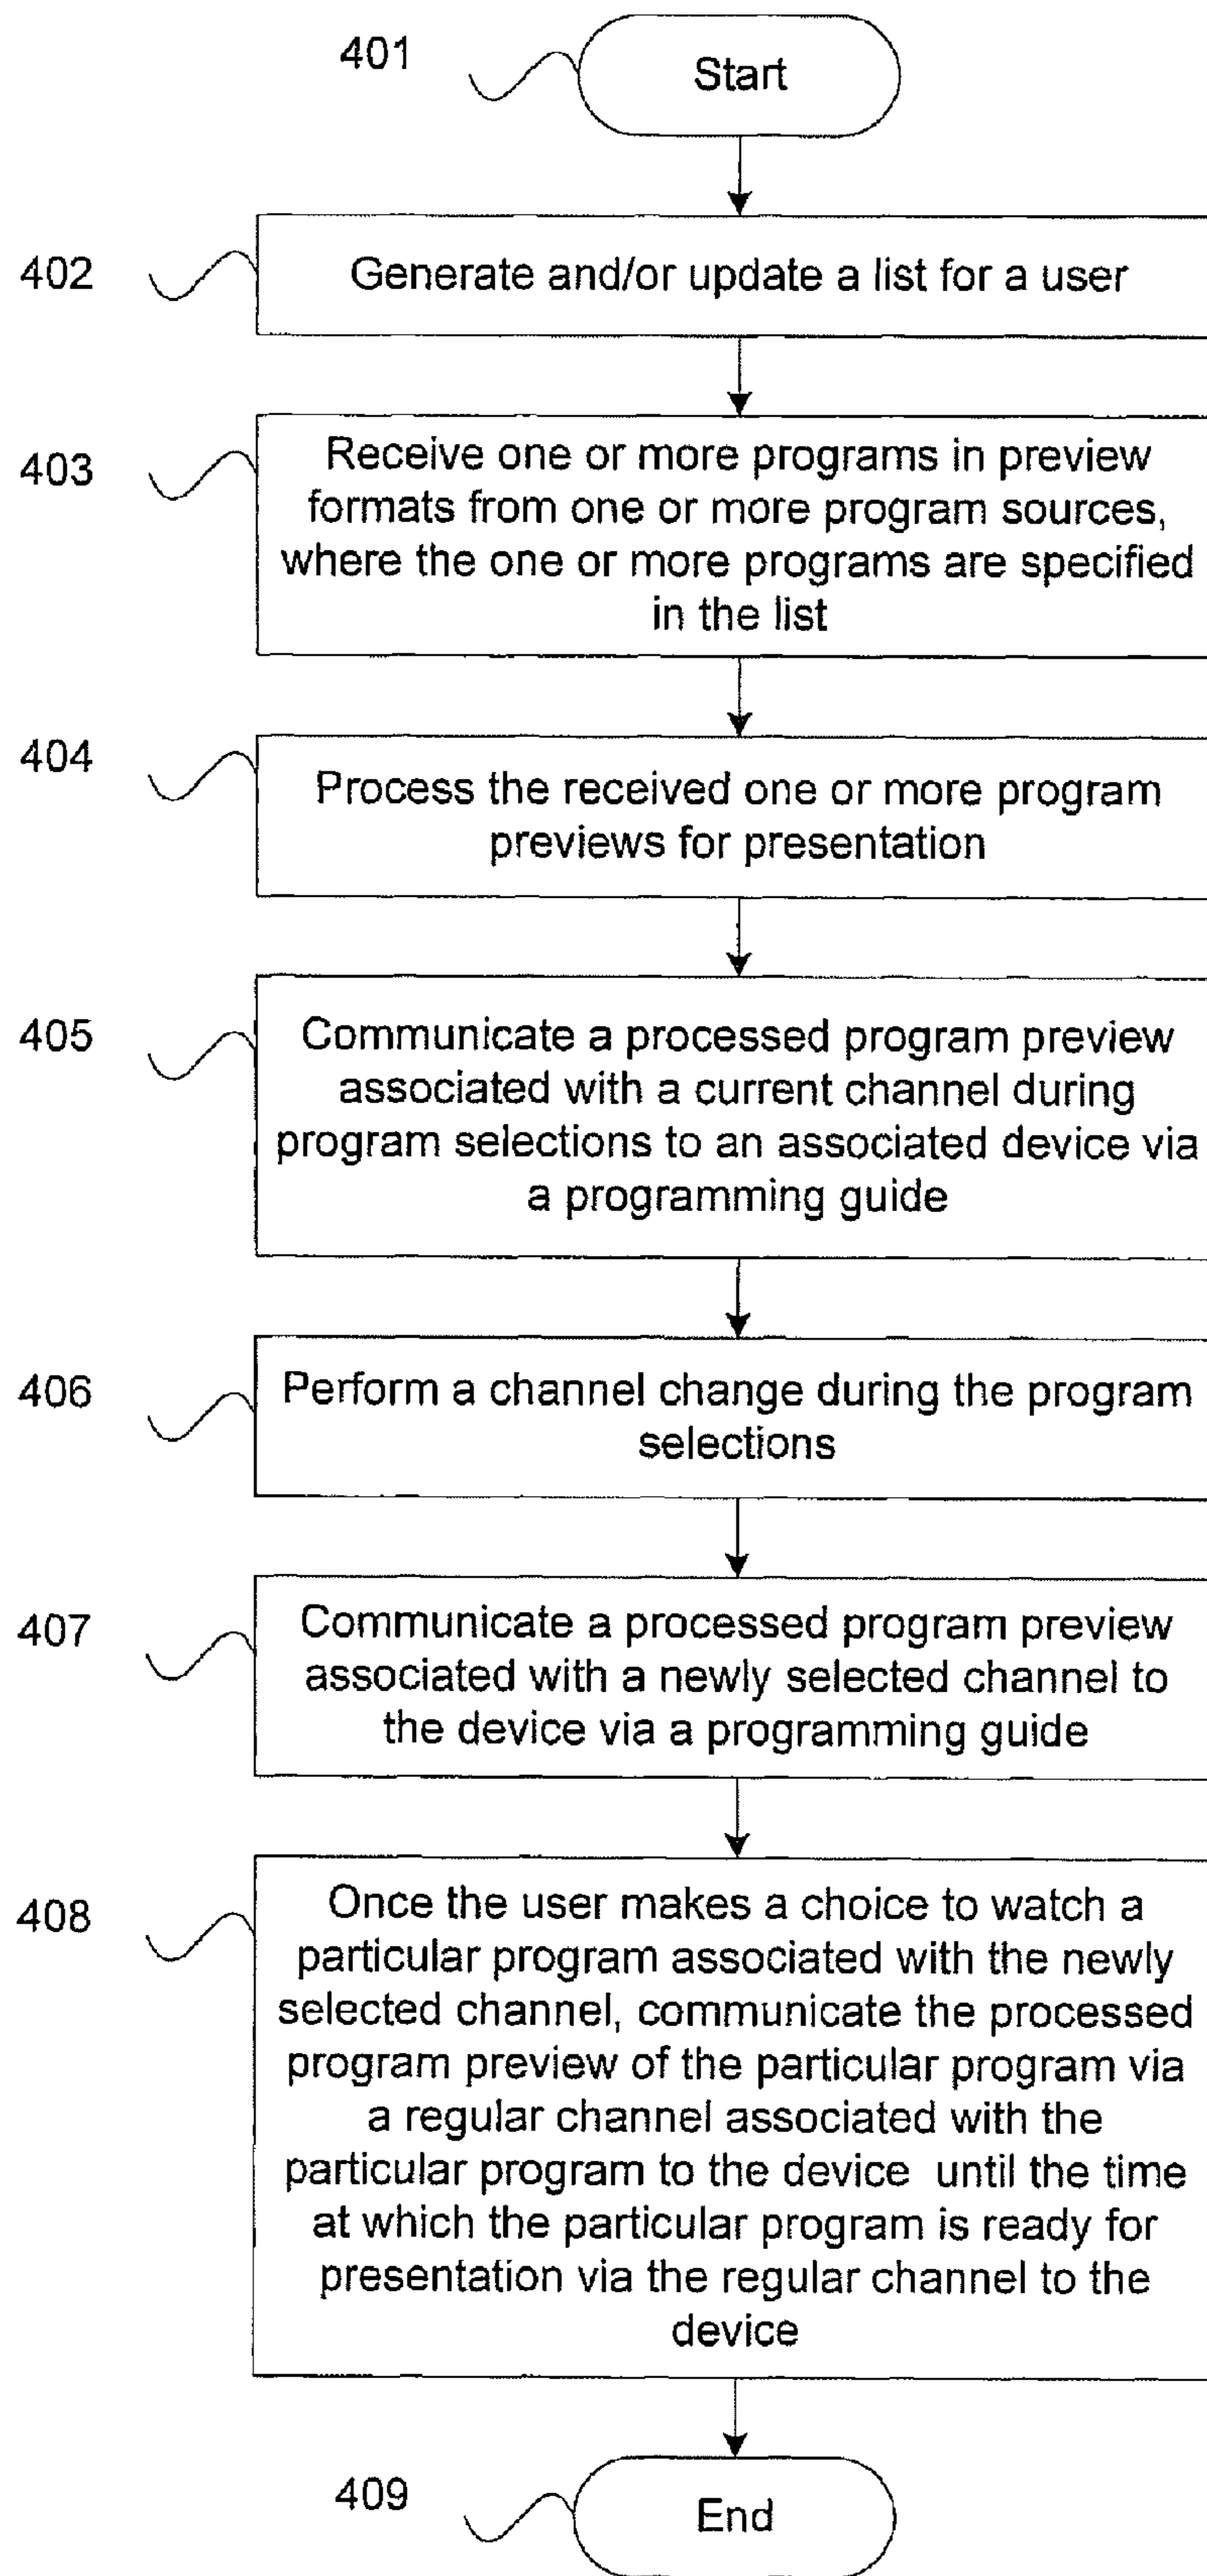 401
Start
402
Generate and/or update a list for a user
403
Receive one or more programs in preview
formats from one or more program sources,
where the one or more programs are specified
in the list
404
Process the received one or more program
previews for presentation
405
Communicate a processed program preview
associated with a current channel during
program selections to an associated device via
a programming guide
406
Perform a channel change during the program
selections
407
Communicate a processed program preview
associated with a newly selected channel to
the device via a programming guide
408
Once the user makes a choice to watch a
particular program associated with the newly
selected channel, communicate the processed
program preview of the particular program via
a regular channel associated with the
particular program to the device until the time
at which the particular program is ready for
presentation via the regular channel to the
device
409
End